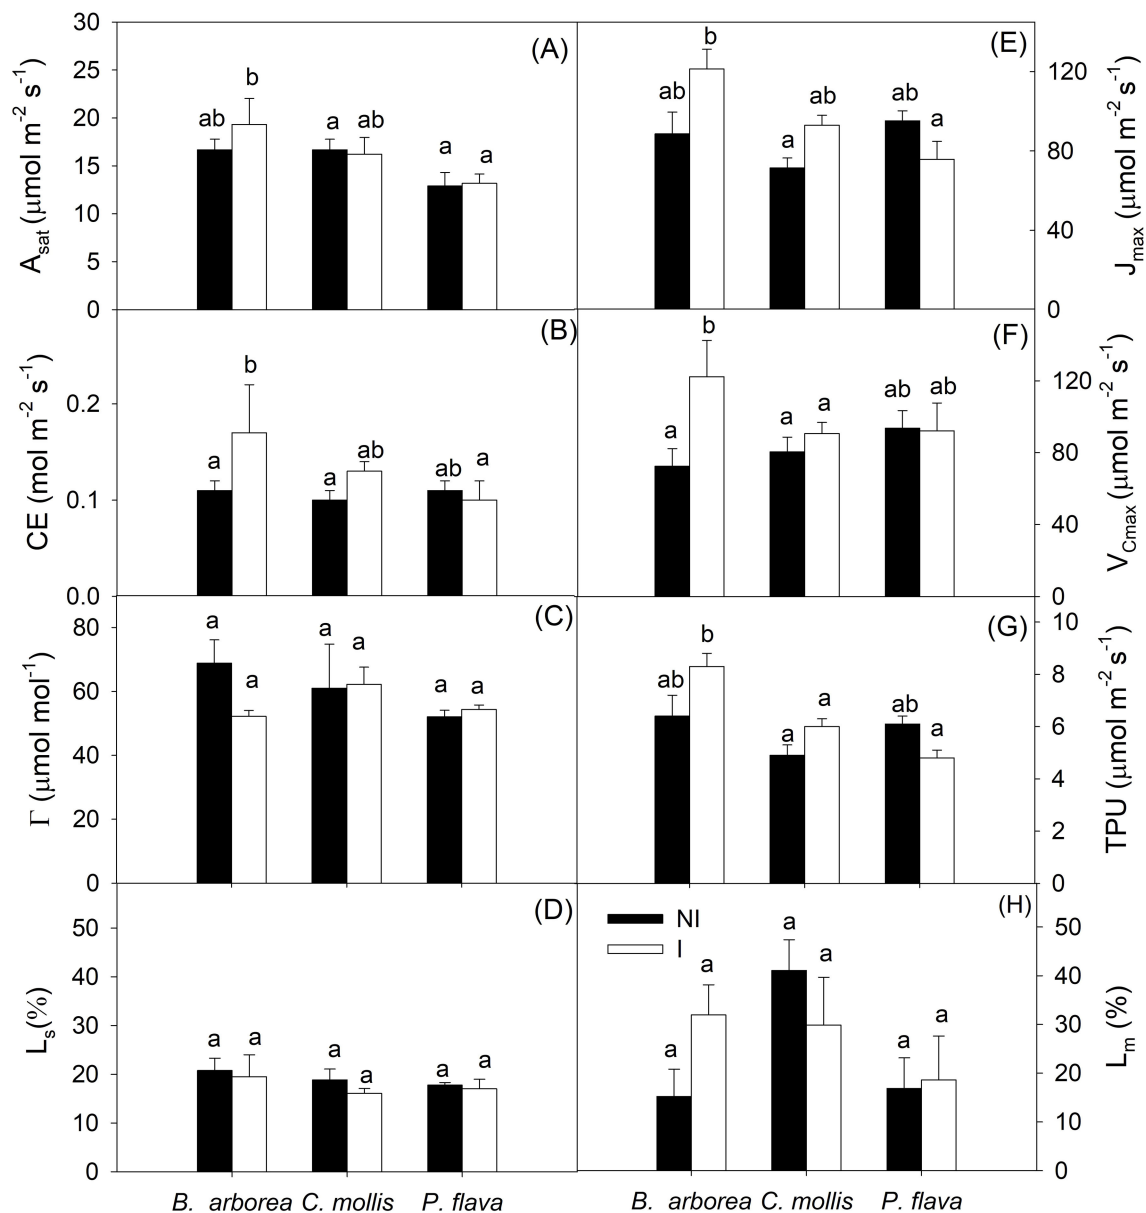 30
25
20
15
10
5
0
A_sat (μmol m⁻² s⁻¹)
(A)
ab b a ab a a
(E)
b
ab ab ab
a a
120
80
40
0
J_max (μmol m⁻² s⁻¹)
0.2
0.1
0.0
CE (mol m⁻² s⁻¹)
(B)
a b a ab ab a
(F)
a b a a ab ab
120
80
40
0
V_Cmax (μmol m⁻² s⁻¹)
80
60
40
20
0
Γ (μmol mol⁻¹)
(C)
a a a a a a
(G)
ab b a a ab a
10
8
6
4
2
0
TPU (μmol m⁻² s⁻¹)
50
40
30
20
10
0
L_s(%)
(D)
a a a a a a
(H)
NI
I
a a a a a a
50
40
30
20
10
0
L_m (%)
B. arborea C. mollis P. flava
B. arborea C. mollis P. flava